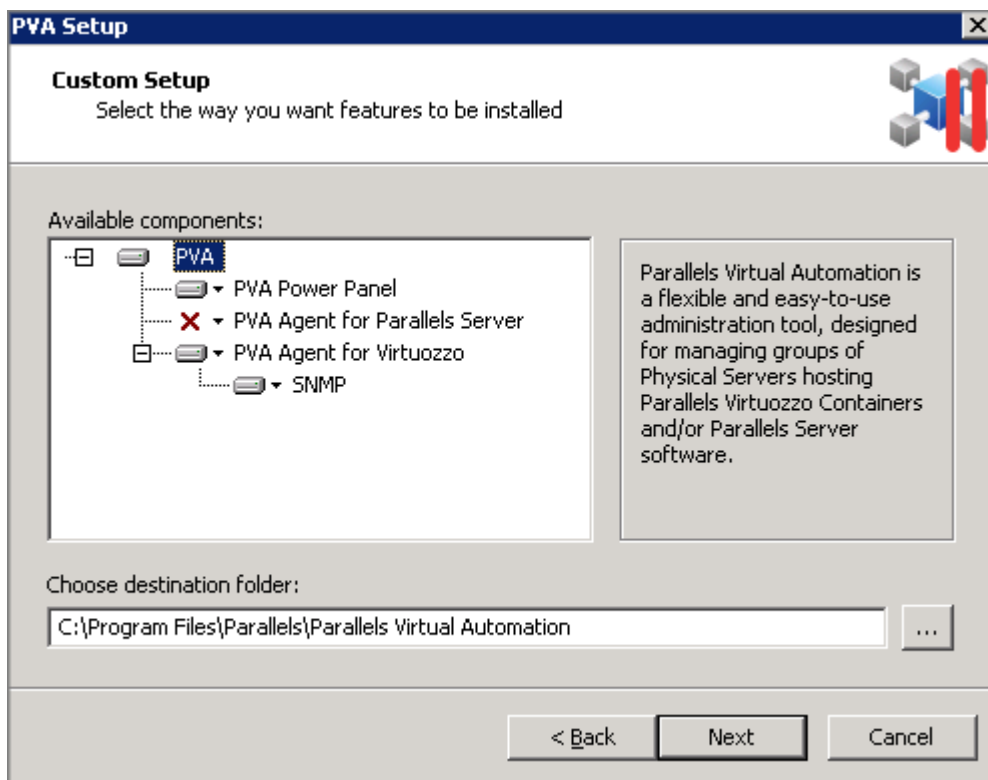 PVA Setup
Custom Setup
Select the way you want features to be installed
Available components:
PVA
PVA Power Panel
PVA Agent for Parallels Server
PVA Agent for Virtuozzo
SNMP
Parallels Virtual Automation is
a flexible and easy-to-use
administration tool, designed
for managing groups of
Physical Servers hosting
Parallels Virtuozzo Containers
and/or Parallels Server
software.
Choose destination folder:
C:\Program Files\Parallels\Parallels Virtual Automation
...
< Back
Next
Cancel